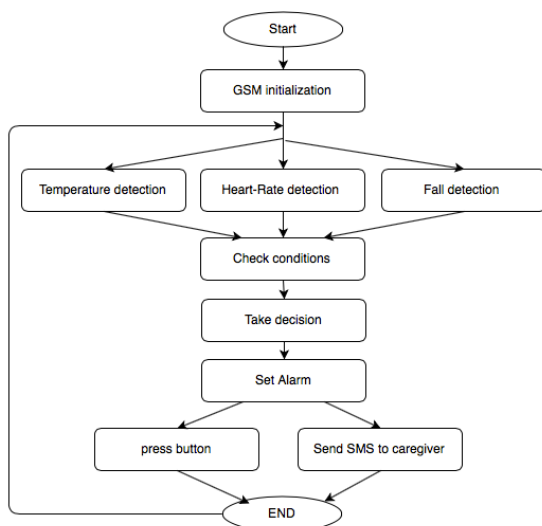 Start
GSM initialization
Temperature detection
Heart-Rate detection
Fall detection
Check conditions
Take decision
Set Alarm
press button
Send SMS to caregiver
END